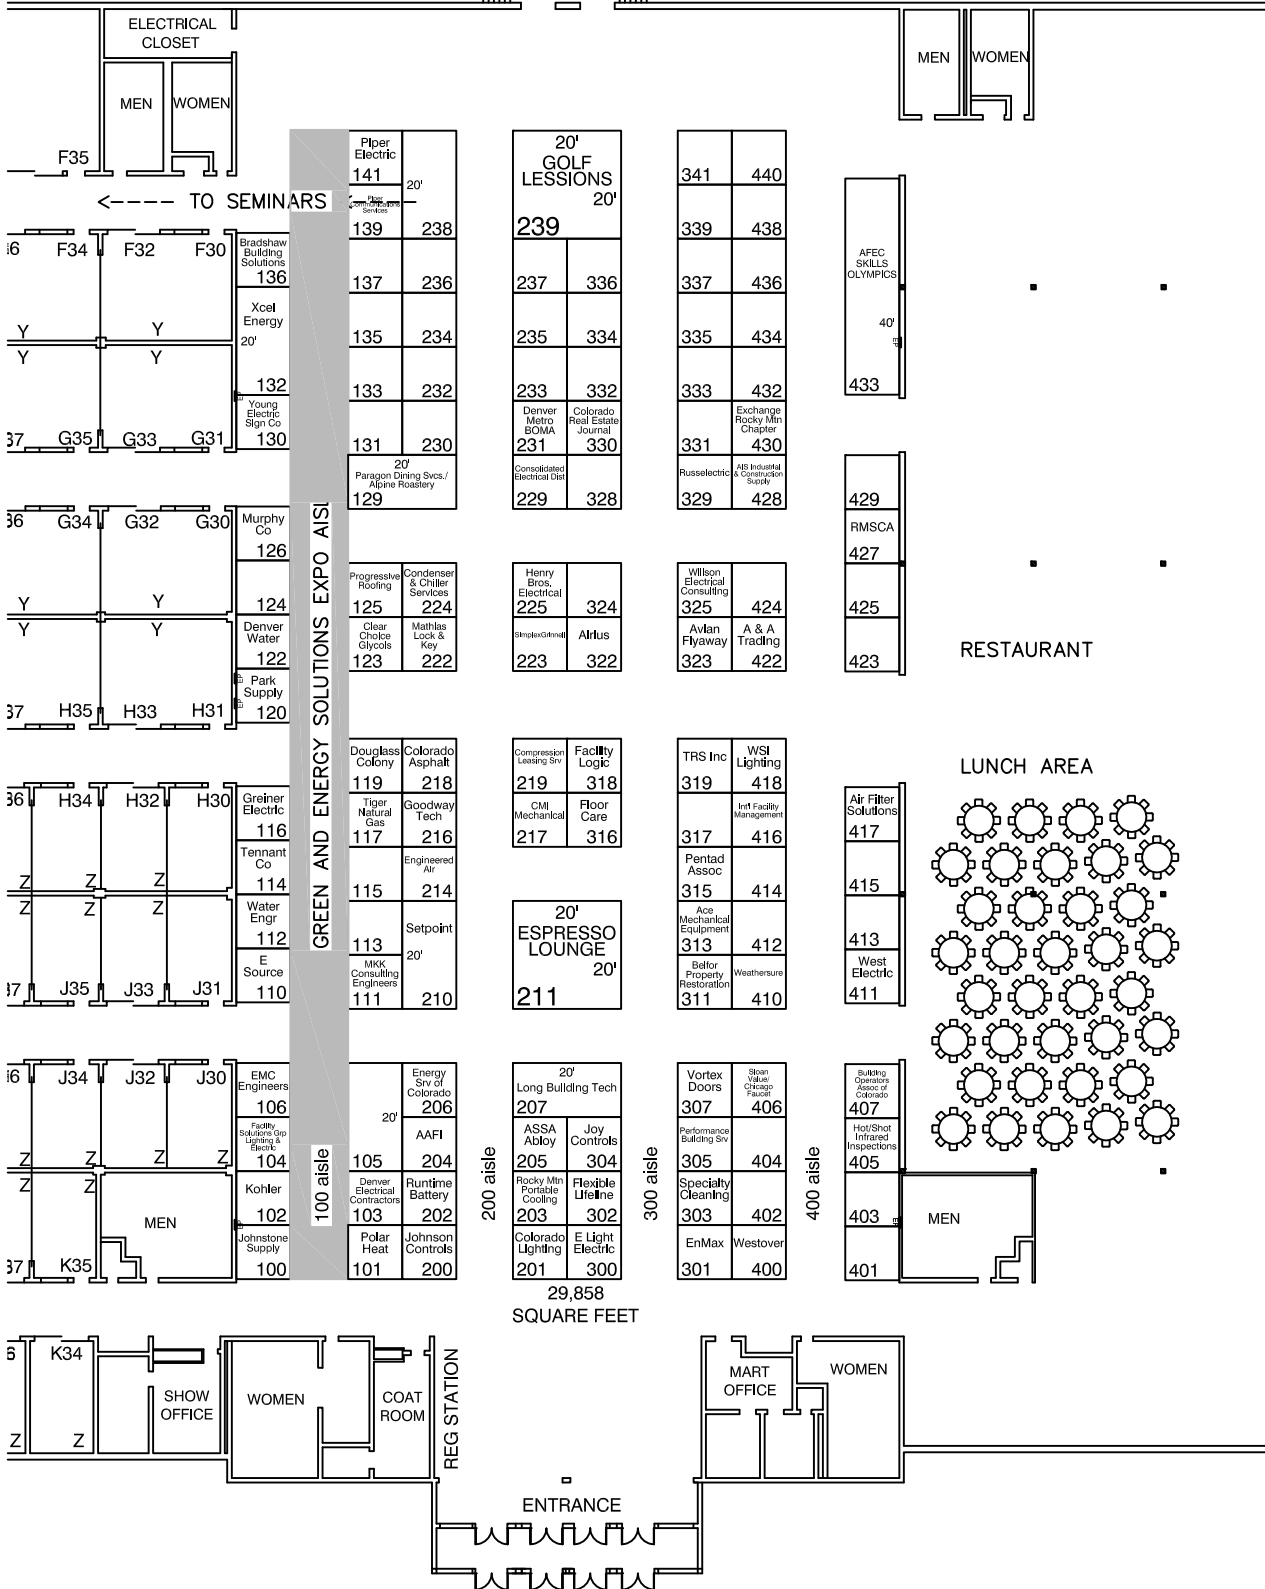 ELECTRICAL
CLOSET
MEN
WOMEN
MEN
WOMEN
F35
TO SEMINARS
Piper
Electric
141
20'
Piper
Communications
Services
139
238
137
236
135
234
133
232
131
230
20'
Paragon Dining Svcs./
Alpine Roastery
129
20'
GOLF
LESSIONS
20'
239
237
336
235
334
233
332
Denver
Metro
BOMA
231
Colorado
Real Estate
Journal
330
Consolidated
Electrical Dist
229
328
341
440
339
438
337
436
335
434
333
432
331
Exchange
Rocky Mtn
Chapter
430
Russelectric
329
AIS Industrial
& Construction
Supply
428
AFEC
SKILLS
OLYMPICS
40'
EP
433
429
RMSCA
427
425
423
F34
F32
F30
Y
Y
Y
Y
37
G35
G33
G31
Bradshaw
Building
Solutions
136
Xcel
Energy
20'
132
EP
Young
Electric
Sign Co
130
36
G34
G32
G30
Y
Y
Y
Y
37
H35
H33
H31
Murphy
Co
126
124
Denver
Water
122
EP
Park
Supply
EP
120
GREEN AND ENERGY SOLUTIONS EXPO AISL
Progressive
Roofing
125
Condenser
& Chiller
Services
224
Clear
Choice
Glycols
123
Mathias
Lock &
Key
222
Henry
Bros.
Electrical
225
324
SimplexGrinnell
223
Airius
322
Willson
Electrical
Consulting
325
424
Avian
Flyaway
323
A & A
Trading
422
RESTAURANT
LUNCH AREA
36
H34
H32
H30
Z
Z
Z
Z
Z
Z
37
J35
J33
J31
Greiner
Electric
116
Tennant
Co
114
Water
Engr
112
E
Source
110
Douglass
Colony
119
Colorado
Asphalt
218
Tiger
Natural
Gas
117
Goodway
Tech
216
115
Engineered
Air
214
113
Setpoint
20'
MKK
Consulting
Engineers
111
210
Compression
Leasing Srv
219
Facility
Logic
318
CMI
Mechanical
217
Floor
Care
316
20'
ESPRESSO
LOUNGE
20'
211
TRS Inc
319
WSI
Lighting
418
317
Int'l Facility
Management
416
Pentad
Assoc
315
414
Ace
Mechanical
Equipment
313
412
Belfor
Property
Restoration
311
Weathersure
410
Air Filter
Solutions
417
415
413
West
Electric
411
J34
J32
J30
Z
Z
Z
Z
Z
Z
MEN
37
K35
EMC
Engineers
106
Facility
Solutions Grp
Lighting &
Electric
104
Kohler
102
EP
Johnstone
Supply
100
100 aisle
20'
105
Energy
Srv of
Colorado
206
AAFI
204
Denver
Electrical
Contractors
103
Runtime
Battery
202
Polar
Heat
101
Johnson
Controls
200
200 aisle
20'
Long Building Tech
207
ASSA
Abloy
205
Joy
Controls
304
Rocky Mtn
Portable
Cooling
203
Flexible
Lifeline
302
Colorado
Lighting
201
E Light
Electric
300
29,858
SQUARE FEET
300 aisle
Vortex
Doors
307
Sloan
Value/
Chicago
Faucet
406
Performance
Building Srv
305
404
Specialty
Cleaning
303
402
EnMax
301
Westover
400
400 aisle
Building
Operators
Assoc of
Colorado
407
Hot/Shot
Infrared
Inspections
405
403
EP
401
MEN
K34
Z
Z
SHOW
OFFICE
WOMEN
COAT
ROOM
REG STATION
MART
OFFICE
WOMEN
ENTRANCE